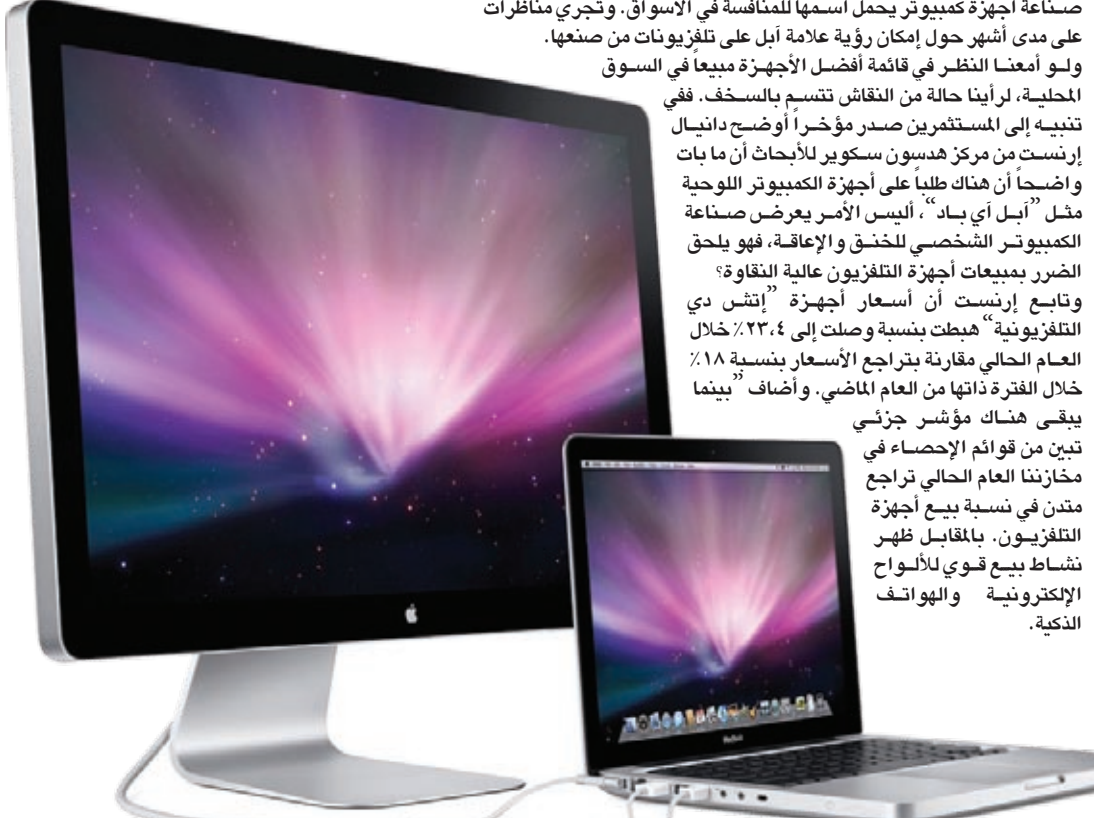 صناعة أجهزة كمبيوتر يحمل اسمها للمنافسة في الأسواق. وتجري مناظرات
على مدى أشهر حول إمكان رؤية علامة آبل على تلفزيونات من صنعها.
ولو أمعنا النظر في قائمة أفضل الأجهزة مبيعاً في السوق
المحلية، لرأينا حالة من النقاش تتسم بالسخف. ففي
تنبيه إلى المستثمرين صدر مؤخراً أوضح دانيال
إرنست من مركز هدسون سكوير للأبحاث أن ما بات
واضحاً أن هناك طلباً على أجهزة الكمبيوتر اللوحية
مثل ”آبل آي باد“، أليس الأمر يعرض صناعة
الكمبيوتر الشخصي للخنق والإعاقة، فهو يلحق
الضرر بمبيعات أجهزة التلفزيون عالية النقاوة؟
وتابع إرنست أن أسعار أجهزة ”إتش دي
التلفزيونية“ هبطت بنسبة وصلت إلى ٢٣،٤٪ خلال
العام الحالي مقارنة بتراجع الأسعار بنسبة ١٨٪
خلال الفترة ذاتها من العام الماضي. وأضاف ”بينما
يبقى هناك مؤشر جزئي
تبين من قوائم الإحصاء في
مخازننا العام الحالي تراجع
متدن في نسبة بيع أجهزة
التلفزيون. بالمقابل ظهر
نشاط بيع قوي للألواح
الإلكترونية والهواتف
الذكية.
MacBook